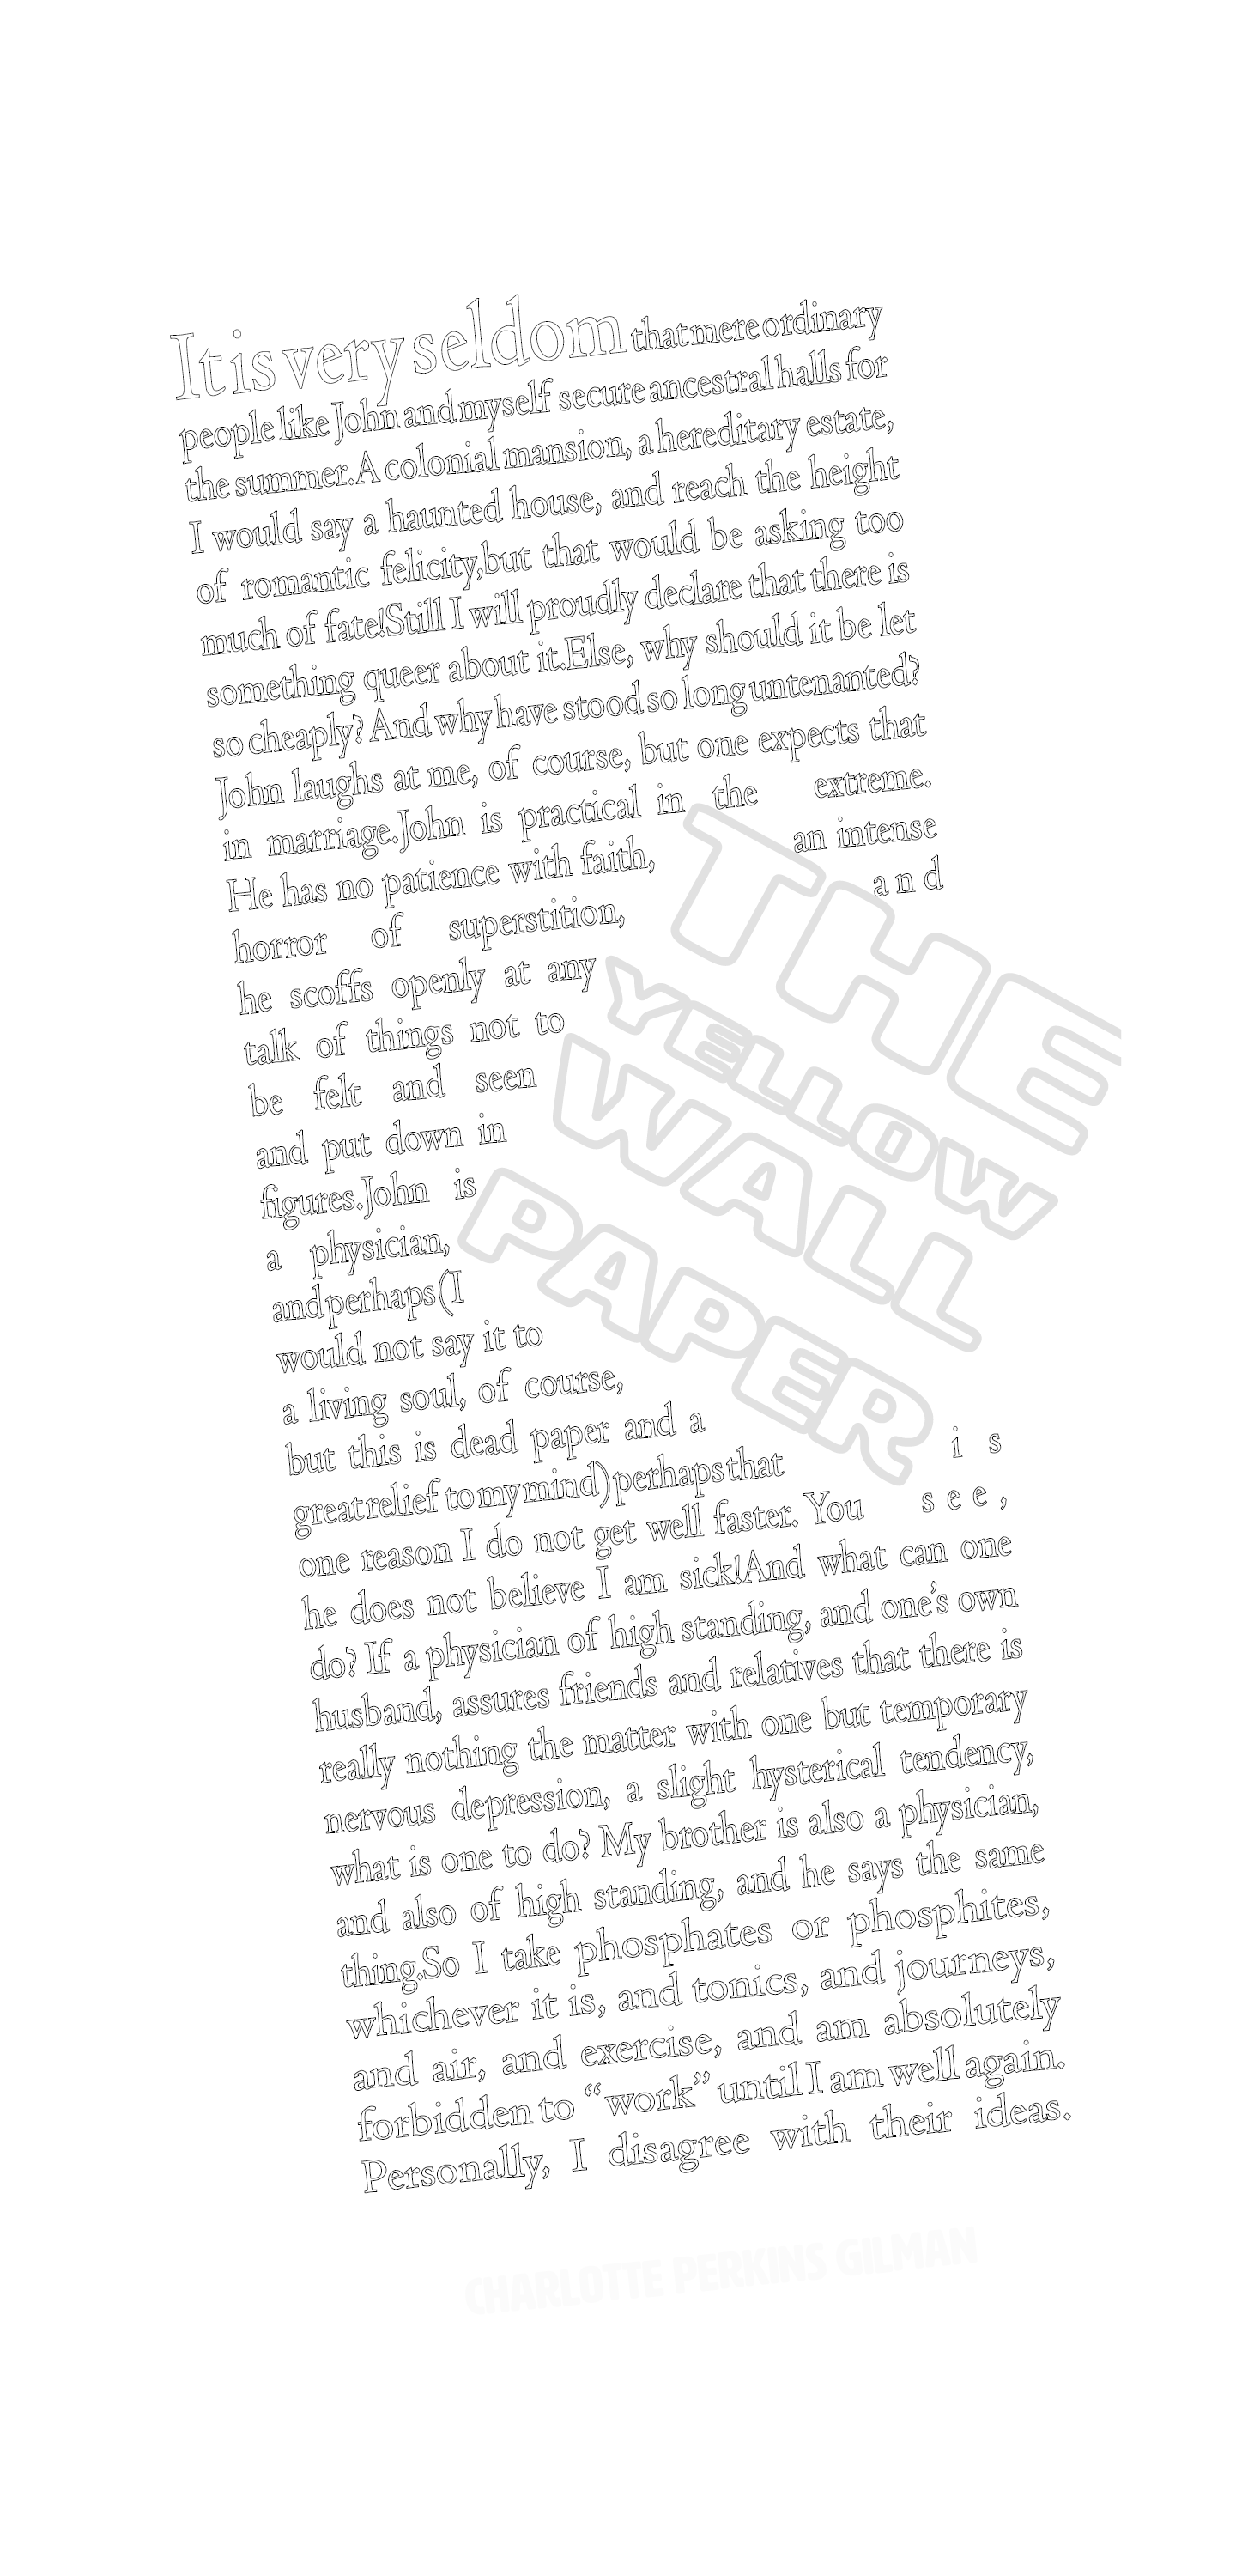 It is very seldom that mere ordinary
people like John and myself secure ancestral halls for
the summer.A colonial mansion, a hereditary estate,
I would say a haunted house, and reach the height
of romantic felicity,but that would be asking too
much of fate!Still I will proudly declare that there is
something queer about it.Else, why should it be let
so cheaply? And why have stood so long untenanted?
John laughs at me, of course, but one expects that
in marriage.John is practical in the extreme.
He has no patience with faith, an intense
horror of superstition, and
he scoffs openly at any
talk of things not to
be felt and seen
and put down in
figures.John is
a physician,
and perhaps (I
would not say it to
a living soul, of course,
but this is dead paper and a
great relief to my mind) perhaps that is
one reason I do not get well faster. You see,
he does not believe I am sick!And what can one
do? If a physician of high standing, and one's own
husband, assures friends and relatives that there is
really nothing the matter with one but temporary
nervous depression, a slight hysterical tendency,
what is one to do? My brother is also a physician,
and also of high standing, and he says the same
thing.So I take phosphates or phosphites,
whichever it is, and tonics, and journeys,
and air, and exercise, and am absolutely
forbidden to “work” until I am well again.
Personally, I disagree with their ideas.
THE
YELLOW
WALL
PAPER
CHARLOTTE PERKINS GILMAN